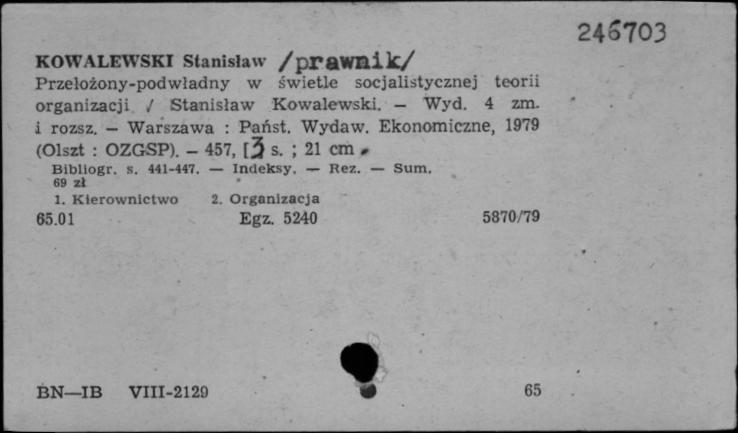 246703
KOWALEWSKI Stanisław /prawnik/
Przełożony-podwładny w świetle socjalistycznej teorii
organizacji / Stanisław Kowalewski. — Wyd. 4 zm.
i rozsz. — Warszawa : Państ. Wydaw. Ekonomiczne, 1979
(Olszt : OZGSP). — 457, [3 s. ; 21 cm
Bibliogr. s. 441-447. — Indeksy. — Rez. — Sum.
69 zł
1. Kierownictwo 2. Organizacja
65.01 Egz. 5240 5870/79
BN—IB VIII-2129 65